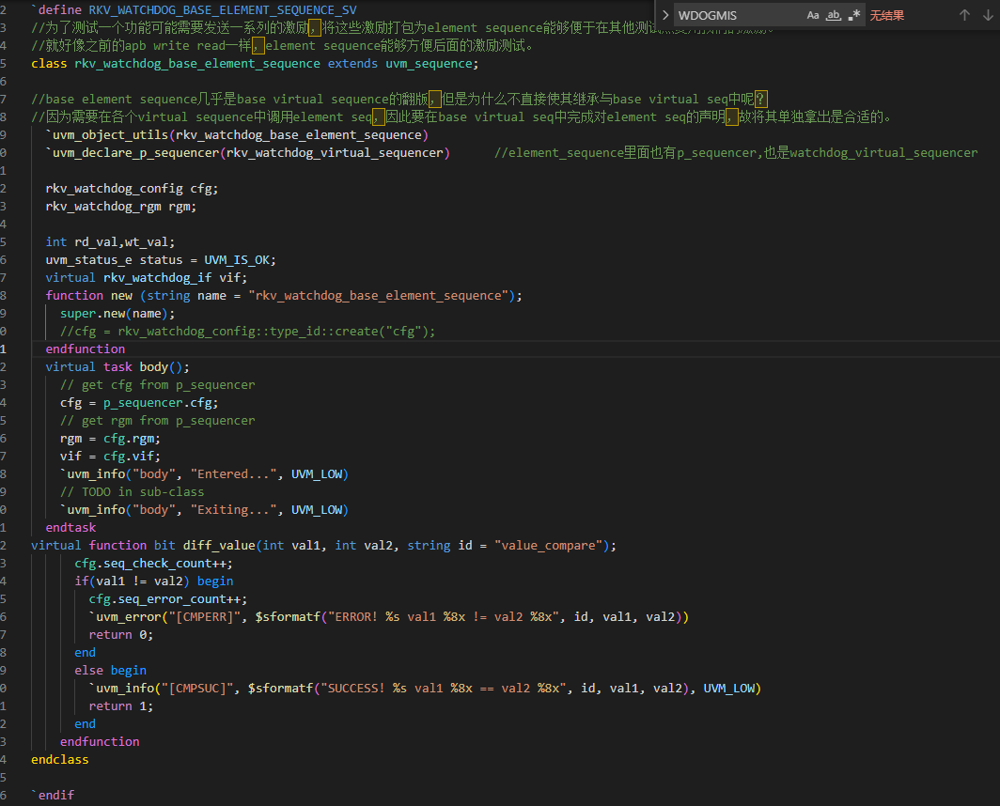 `define RKV_WATCHDOG_BASE_ELEMENT_SEQUENCE_SV
WDOGMIS Aa ab .* 无结果
//为了测试一个功能可能需要发送一系列的激励，将这些激励打包为element sequence能够便于在其他测试
//就好像之前的apb write read一样，element sequence能够方便后面的激励测试。
class rkv_watchdog_base_element_sequence extends uvm_sequence;
//base element sequence几乎是base virtual sequence的翻版，但是为什么不直接使其继承与base virtual seq中呢？
//因为需要在各个virtual sequence中调用element seq，因此要在base virtual seq中完成对element seq的声明，故将其单独拿出是合适的。
`uvm_object_utils(rkv_watchdog_base_element_sequence)
`uvm_declare_p_sequencer(rkv_watchdog_virtual_sequencer) //element_sequence里面也有p_sequencer,也是watchdog_virtual_sequencer
rkv_watchdog_config cfg;
rkv_watchdog_rgm rgm;
int rd_val,wt_val;
uvm_status_e status = UVM_IS_OK;
virtual rkv_watchdog_if vif;
function new (string name = "rkv_watchdog_base_element_sequence");
super.new(name);
//cfg = rkv_watchdog_config::type_id::create("cfg");
endfunction
virtual task body();
// get cfg from p_sequencer
cfg = p_sequencer.cfg;
// get rgm from p_sequencer
rgm = cfg.rgm;
vif = cfg.vif;
`uvm_info("body", "Entered...", UVM_LOW)
// TODO in sub-class
`uvm_info("body", "Exiting...", UVM_LOW)
endtask
virtual function bit diff_value(int val1, int val2, string id = "value_compare");
cfg.seq_check_count++;
if(val1 != val2) begin
cfg.seq_error_count++;
`uvm_error("[CMPERR]", $sformatf("ERROR! %s val1 %8x != val2 %8x", id, val1, val2))
return 0;
end
else begin
`uvm_info("[CMPSUC]", $sformatf("SUCCESS! %s val1 %8x == val2 %8x", id, val1, val2), UVM_LOW)
return 1;
end
endfunction
endclass
`endif